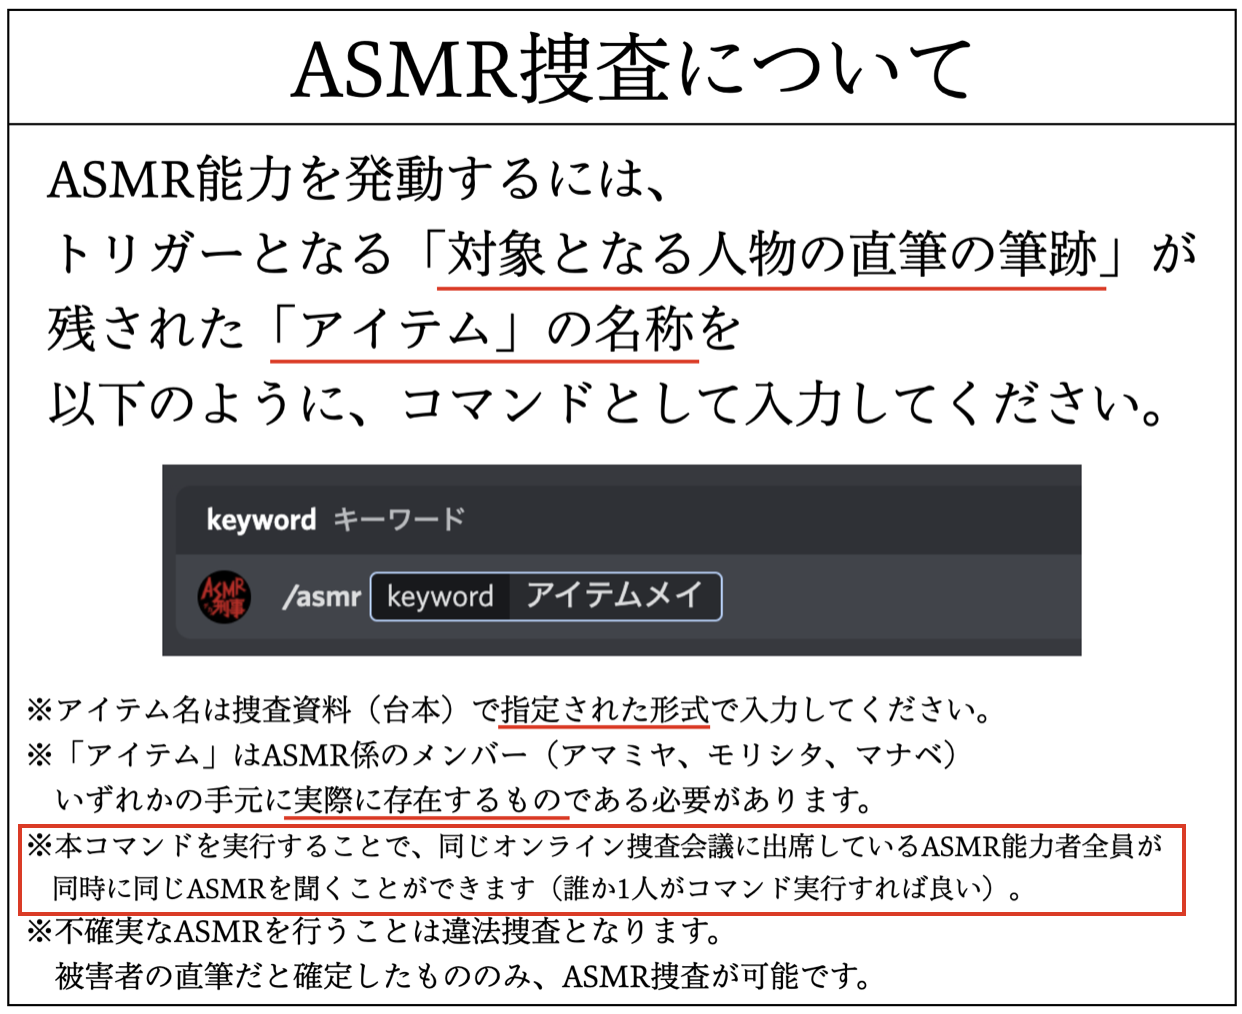 ASMR捜査について
ASMR能力を発動するには、
トリガーとなる「対象となる人物の直筆の筆跡」が
残された「アイテム」の名称を
以下のように、コマンドとして入力してください。
keyword キーワード
ASMR刑事 /asmr keyword アイテムメイ
※アイテム名は捜査資料（台本）で指定された形式で入力してください。
※「アイテム」はASMR係のメンバー（アマミヤ、モリシタ、マナベ）
いずれかの手元に実際に存在するものである必要があります。
※本コマンドを実行することで、同じオンライン捜査会議に出席しているASMR能力者全員が
同時に同じASMRを聞くことができます（誰か1人がコマンド実行すれば良い）。
※不確実なASMRを行うことは違法捜査となります。
被害者の直筆だと確定したもののみ、ASMR捜査が可能です。